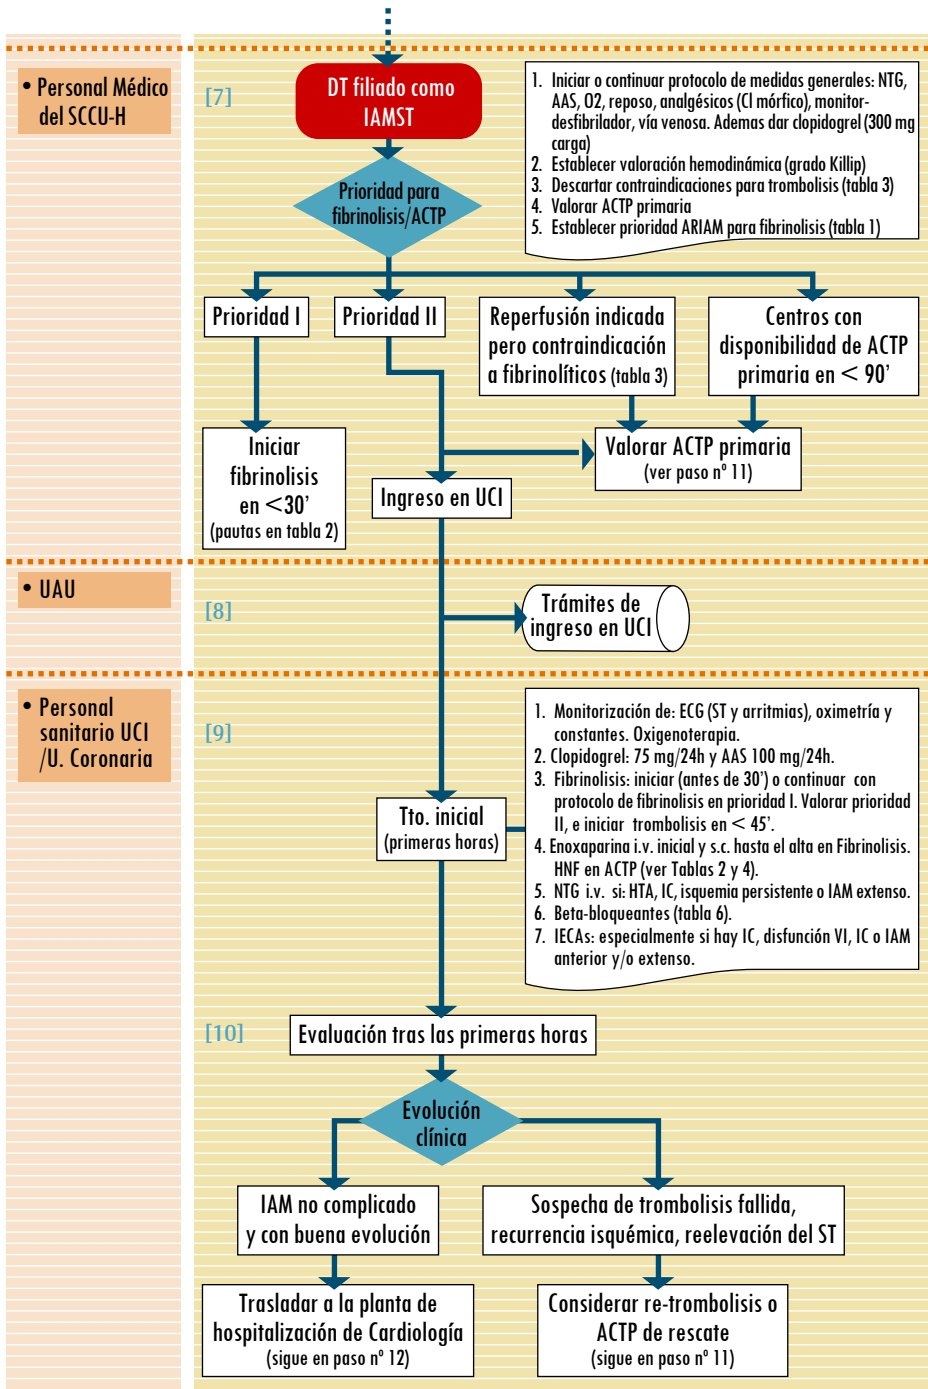 • Personal Médico
del SCCU-H
[7]
DT filiado como
IAMST
1. Iniciar o continuar protocolo de medidas generales: NTG,
AAS, O2, reposo, analgésicos (CI mórfico), monitor-
desfibrilador, vía venosa. Ademas dar clopidogrel (300 mg
carga)
2. Establecer valoración hemodinámica (grado Killip)
3. Descartar contraindicaciones para trombolisis (tabla 3)
4. Valorar ACTP primaria
5. Establecer prioridad ARIAM para fibrinolisis (tabla 1)
Prioridad para
fibrinolisis/ACTP
Prioridad I
Prioridad II
Reperfusión indicada
pero contraindicación
a fibrinolíticos (tabla 3)
Centros con
disponibilidad de ACTP
primaria en < 90’
Iniciar
fibrinolisis
en <30’
(pautas en tabla 2)
Valorar ACTP primaria
(ver paso nº 11)
Ingreso en UCI
• UAU
[8]
Trámites de
ingreso en UCI
• Personal
sanitario UCI
/U. Coronaria
[9]
Tto. inicial
(primeras horas)
1. Monitorización de: ECG (ST y arritmias), oximetría y
constantes. Oxigenoterapia.
2. Clopidogrel: 75 mg/24h y AAS 100 mg/24h.
3. Fibrinolisis: iniciar (antes de 30’) o continuar con
protocolo de fibrinolisis en prioridad I. Valorar prioridad
II, e iniciar trombolisis en < 45’.
4. Enoxaparina i.v. inicial y s.c. hasta el alta en Fibrinolisis.
HNF en ACTP (ver Tablas 2 y 4).
5. NTG i.v. si: HTA, IC, isquemia persistente o IAM extenso.
6. Beta-bloqueantes (tabla 6).
7. IECAs: especialmente si hay IC, disfunción VI, IC o IAM
anterior y/o extenso.
[10]
Evaluación tras las primeras horas
Evolución
clínica
IAM no complicado
y con buena evolución
Sospecha de trombolisis fallida,
recurrencia isquémica, reelevación del ST
Trasladar a la planta de
hospitalización de Cardiología
(sigue en paso nº 12)
Considerar re-trombolisis o
ACTP de rescate
(sigue en paso nº 11)